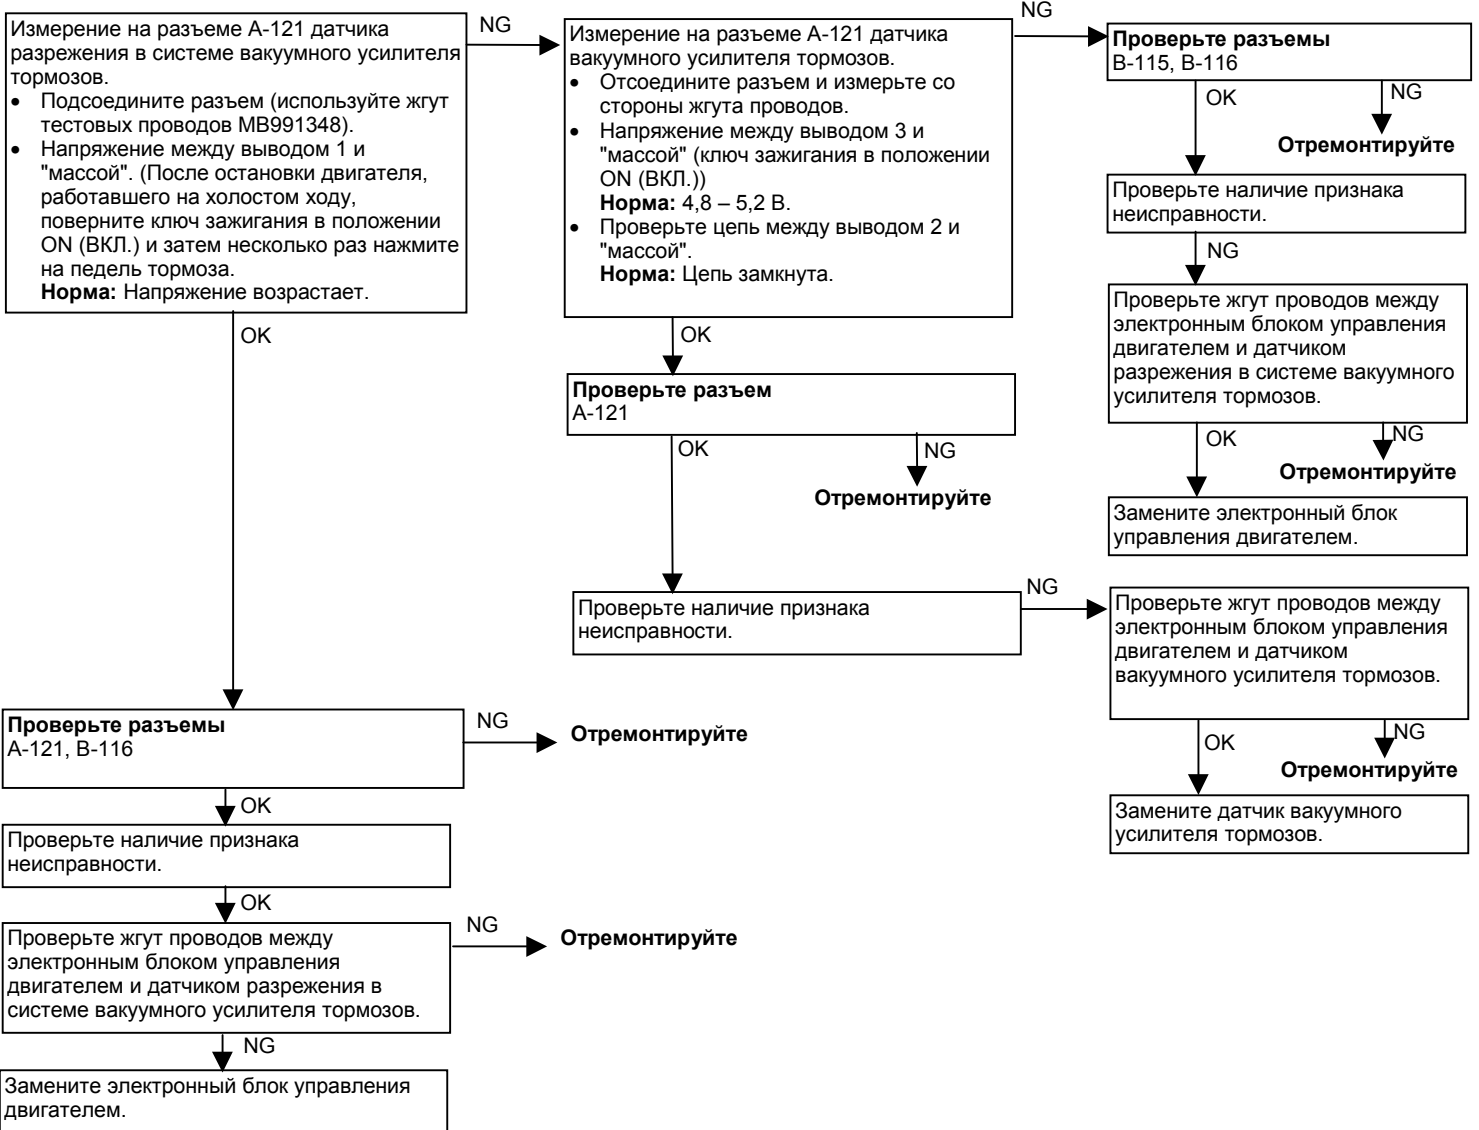 Измерение на разъеме А-121 датчика
разрежения в системе вакуумного усилителя
тормозов.
• Подсоедините разъем (используйте жгут
тестовых проводов MB991348).
• Напряжение между выводом 1 и
"массой". (После остановки двигателя,
работавшего на холостом ходу,
поверните ключ зажигания в положении
ON (ВКЛ.) и затем несколько раз нажмите
на педель тормоза.
Норма: Напряжение возрастает.
NG
OK
Измерение на разъеме А-121 датчика
вакуумного усилителя тормозов.
• Отсоедините разъем и измерьте со
стороны жгута проводов.
• Напряжение между выводом 3 и
"массой" (ключ зажигания в положении
ON (ВКЛ.))
Норма: 4,8 – 5,2 В.
• Проверьте цепь между выводом 2 и
"массой".
Норма: Цепь замкнута.
NG
OK
Проверьте разъемы
В-115, В-116
OK
NG
Отремонтируйте
Проверьте наличие признака
неисправности.
NG
Проверьте жгут проводов между
электронным блоком управления
двигателем и датчиком
разрежения в системе вакуумного
усилителя тормозов.
OK
NG
Отремонтируйте
Замените электронный блок
управления двигателем.
Проверьте разъем
А-121
OK
NG
Отремонтируйте
Проверьте наличие признака
неисправности.
NG
Проверьте жгут проводов между
электронным блоком управления
двигателем и датчиком
вакуумного усилителя тормозов.
OK
NG
Отремонтируйте
Замените датчик вакуумного
усилителя тормозов.
Проверьте разъемы
А-121, В-116
NG
Отремонтируйте
OK
Проверьте наличие признака
неисправности.
OK
Проверьте жгут проводов между
электронным блоком управления
двигателем и датчиком разрежения в
системе вакуумного усилителя тормозов.
NG
Отремонтируйте
NG
Замените электронный блок управления
двигателем.